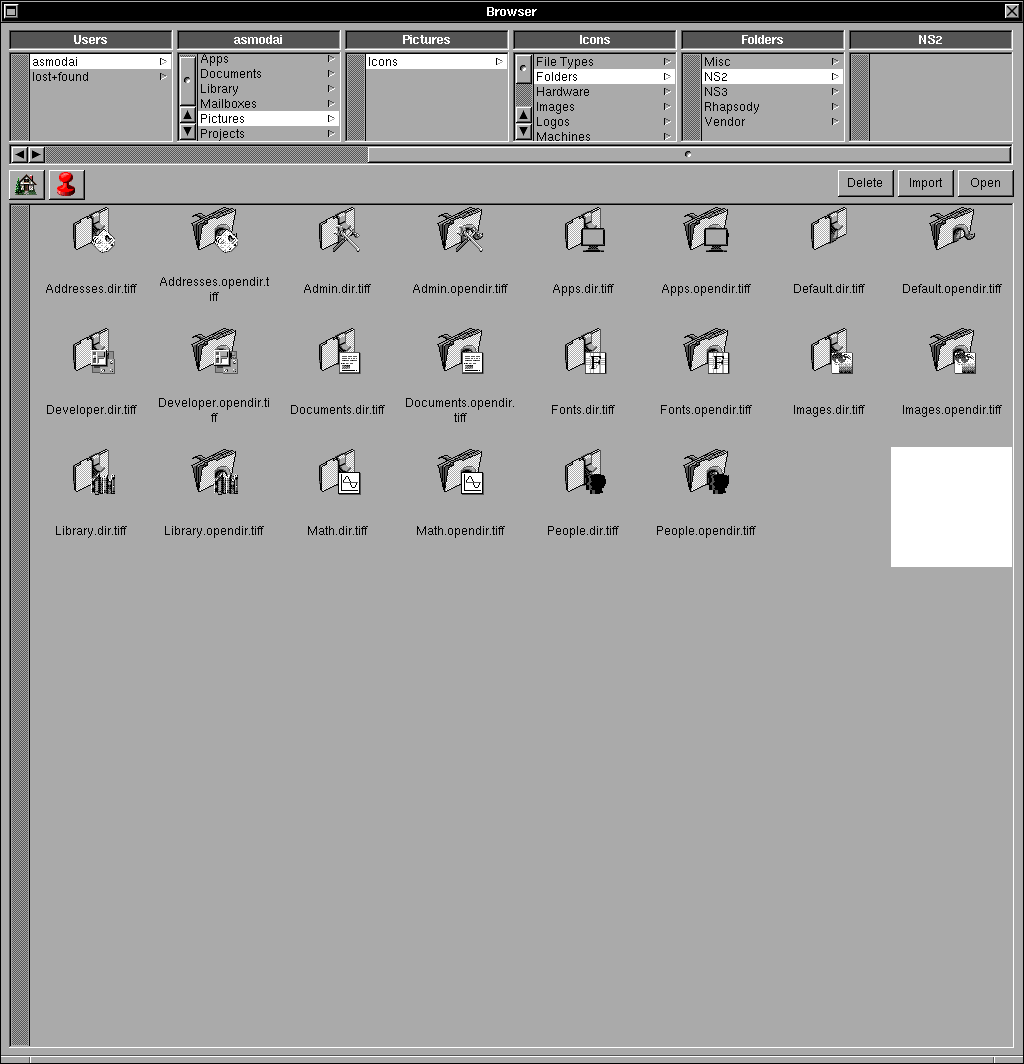 Browser
Users
asmodai
Pictures
Icons
Folders
NS2
asmodai
lost+found
Apps
Documents
Library
Mailboxes
Pictures
Projects
Icons
File Types
Folders
Hardware
Images
Logos
Machines
Misc
NS2
NS3
Rhapsody
Vendor
Delete
Import
Open
Addresses.dir.tiff
Addresses.opendir.t
iff
Admin.dir.tiff
Admin.opendir.tiff
Apps.dir.tiff
Apps.opendir.tiff
Default.dir.tiff
Default.opendir.tiff
Developer.dir.tiff
Developer.opendir.ti
ff
Documents.dir.tiff
Documents.opendir.
tiff
F
Fonts.dir.tiff
F
Fonts.opendir.tiff
Images.dir.tiff
Images.opendir.tiff
Library.dir.tiff
Library.opendir.tiff
Math.dir.tiff
Math.opendir.tiff
People.dir.tiff
People.opendir.tiff